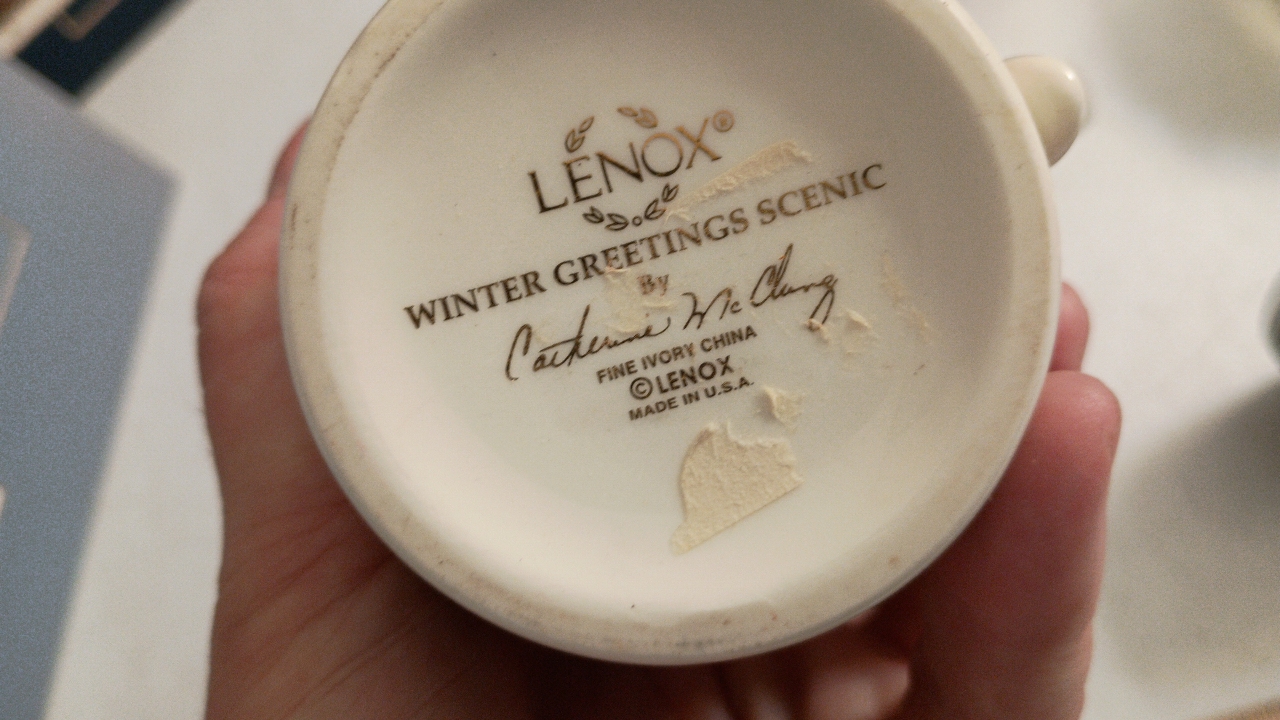 LENOX®
WINTER GREETINGS SCENIC
By
Catherine McClung
FINE IVORY CHINA
© LENOX
MADE IN U.S.A.